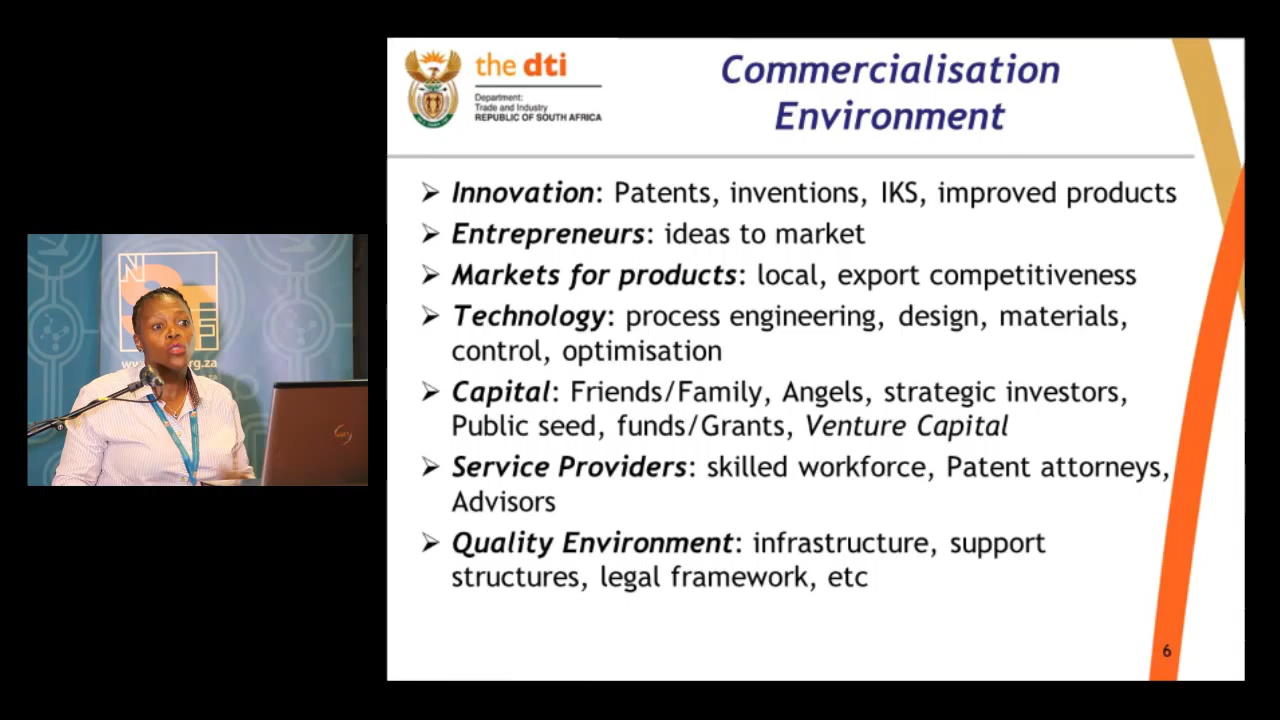 the dti
Department:
Trade and Industry
REPUBLIC OF SOUTH AFRICA
Commercialisation
Environment
➢ Innovation: Patents, inventions, IKS, improved products
➢ Entrepreneurs: ideas to market
➢ Markets for products: local, export competitiveness
➢ Technology: process engineering, design, materials,
control, optimisation
➢ Capital: Friends/Family, Angels, strategic investors,
Public seed, funds/Grants, Venture Capital
➢ Service Providers: skilled workforce, Patent attorneys,
Advisors
➢ Quality Environment: infrastructure, support
structures, legal framework, etc
6
NSTF